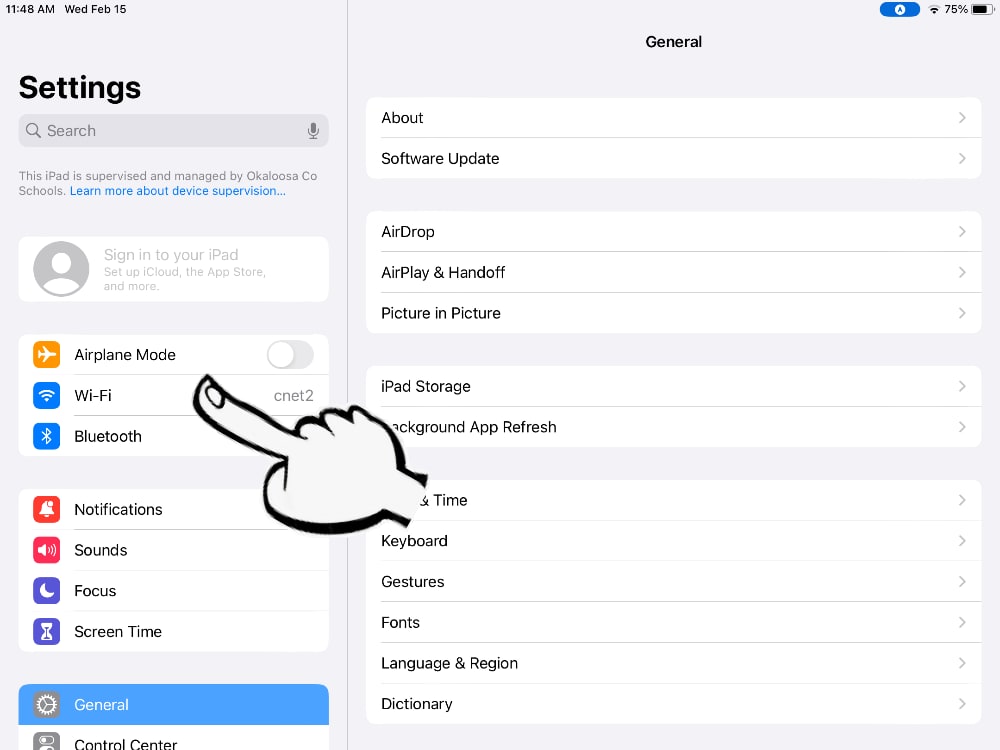 11:48 AM Wed Feb 15
75%
Settings
Search
This iPad is supervised and managed by Okaloosa Co
Schools. Learn more about device supervision...
Sign in to your iPad
Set up iCloud, the App Store,
and more.
Airplane Mode
Wi-Fi cnet2
Bluetooth
Notifications
Sounds
Focus
Screen Time
General
Control Center
General
About
Software Update
AirDrop
AirPlay & Handoff
Picture in Picture
iPad Storage
ackground App Refresh
& Time
Keyboard
Gestures
Fonts
Language & Region
Dictionary